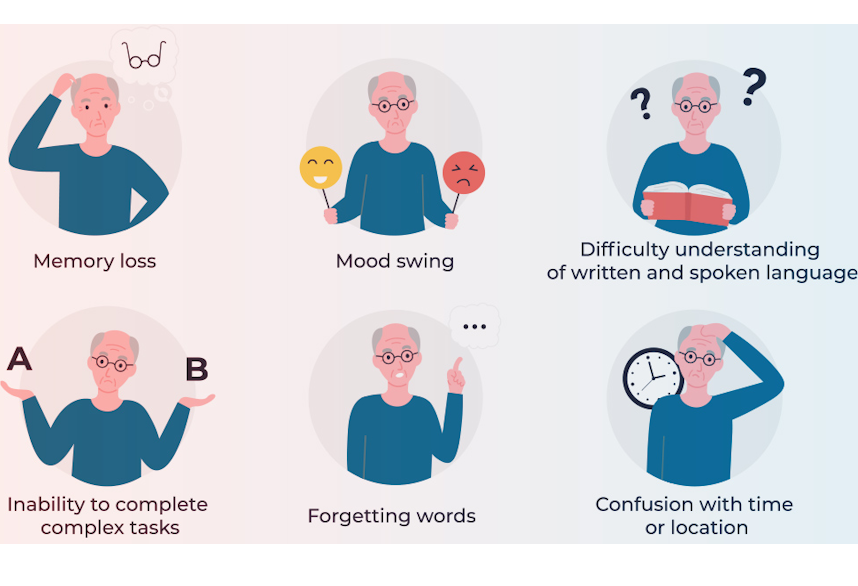 ?
?
Memory loss
Mood swing
Difficulty understanding
of written and spoken language
A
B
...
Inability to complete
complex tasks
Forgetting words
Confusion with time
or location